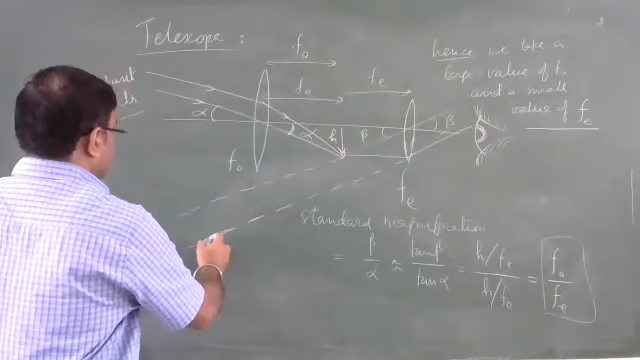 Telescope :
f₀
f₀
fₑ
hence we take a
large value of f₀
and a small
value of fₑ
α
α
h
β
β
f₀
fₑ
standard magnification
= β/α ≈ tanβ/tanα = h/fₑ / h/f₀ = f₀/fₑ